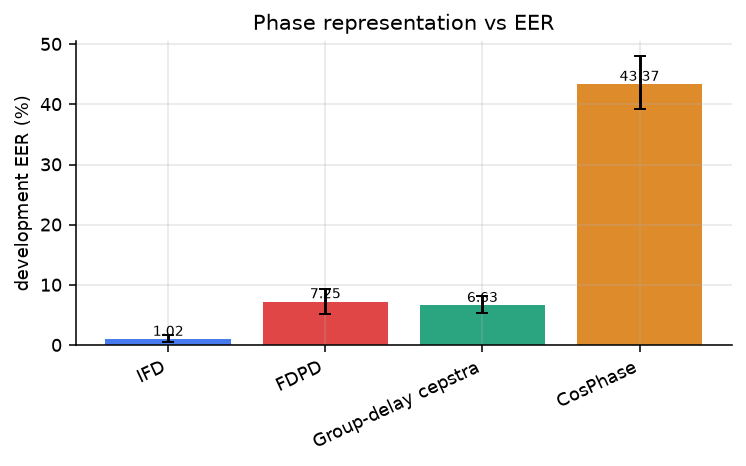 Phase representation vs EER
development EER (%)
50
40
30
20
10
0
1.02
7.25
6.63
43.37
IFD
FDPD
Group-delay cepstra
CosPhase